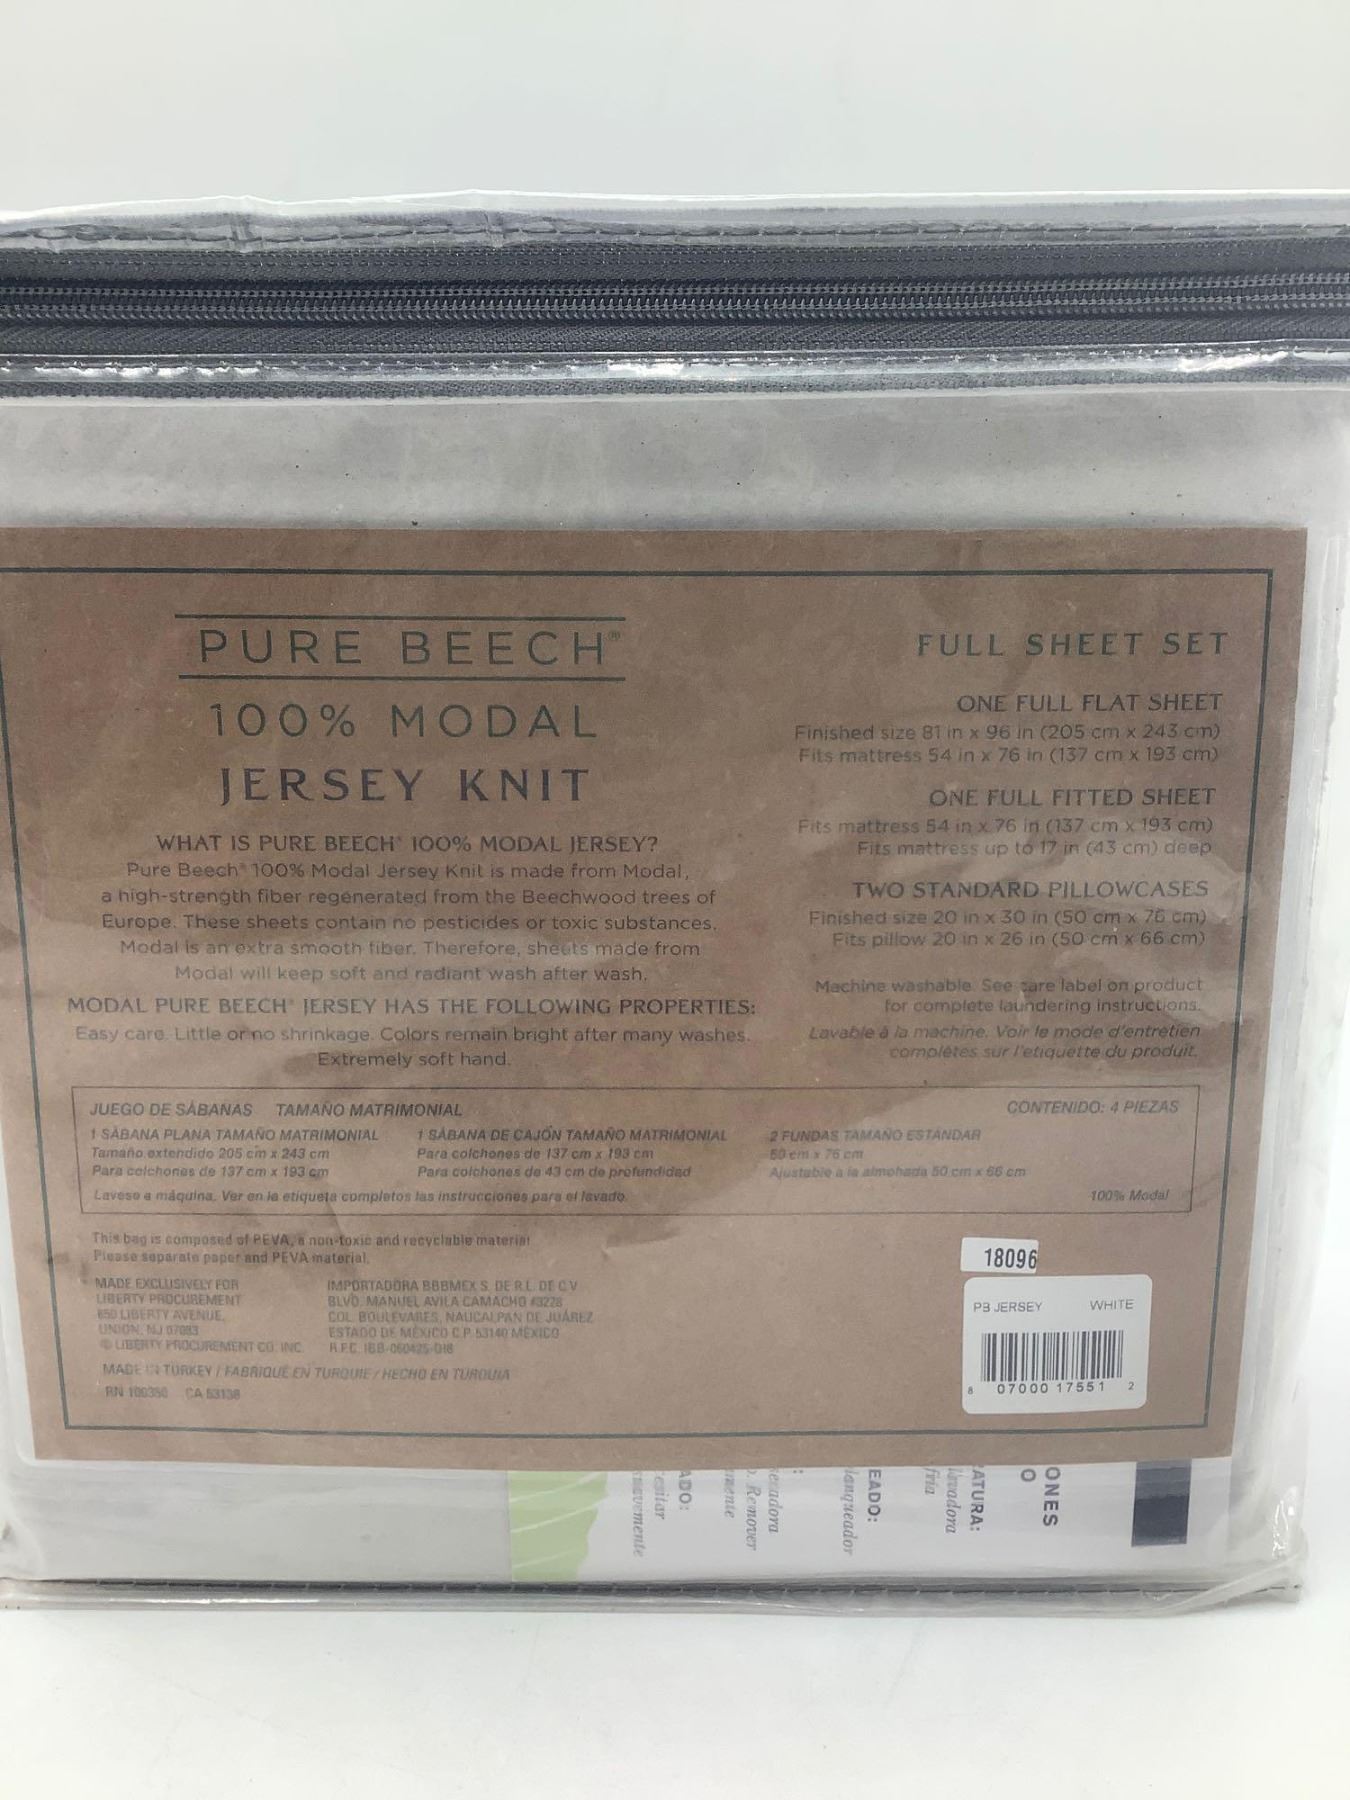 PURE BEECH®
100% MODAL
JERSEY KNIT
WHAT IS PURE BEECH® 100% MODAL JERSEY?
Pure Beech® 100% Modal Jersey Knit is made from Modal,
a high-strength fiber regenerated from the Beechwood trees of
Europe. These sheets contain no pesticides or toxic substances.
Modal is an extra smooth fiber. Therefore, sheets made from
Modal will keep soft and radiant wash after wash.
MODAL PURE BEECH® JERSEY HAS THE FOLLOWING PROPERTIES:
Easy care. Little or no shrinkage. Colors remain bright after many washes.
Extremely soft hand.
FULL SHEET SET
ONE FULL FLAT SHEET
Finished size 81 in x 96 in (205 cm x 243 cm)
Fits mattress 54 in x 76 in (137 cm x 193 cm)
ONE FULL FITTED SHEET
Fits mattress 54 in x 76 in (137 cm x 193 cm)
Fits mattress up to 17 in (43 cm) deep
TWO STANDARD PILLOWCASES
Finished size 20 in x 30 in (50 cm x 76 cm)
Fits pillow 20 in x 26 in (50 cm x 66 cm)
Machine washable. See care label on product
for complete laundering instructions.
Lavable à la machine. Voir le mode d'entretien
complètes sur l'etiquette du produit.
JUEGO DE SÁBANAS TAMAÑO MATRIMONIAL
CONTENIDO: 4 PIEZAS
1 SÁBANA PLANA TAMAÑO MATRIMONIAL
Tamaño extendido 205 cm x 243 cm
Para colchones de 137 cm x 193 cm
1 SÁBANA DE CAJÓN TAMAÑO MATRIMONIAL
Para colchones de 137 cm x 193 cm
Para colchones de 43 cm de profundidad
2 FUNDAS TAMAÑO ESTÁNDAR
50 cm x 76 cm
Ajustable a la almohada 50 cm x 66 cm
Lavese a máquina. Ver en la etiqueta completos las instrucciones para el lavado.
100% Modal
This bag is composed of PEVA, a non-toxic and recyclable material
Please separate paper and PEVA material.
MADE EXCLUSIVELY FOR
LIBERTY PROCUREMENT
650 LIBERTY AVENUE,
UNION, NJ 07083
© LIBERTY PROCUREMENT CO. INC.
IMPORTADORA BBBMEX S. DE R.L. DE C.V
BLVD. MANUEL AVILA CAMACHO #3228
COL. BOULEVARES, NAUCALPAN DE JUÁREZ
ESTADO DE MÉXICO C.P. 53140 MÉXICO
R.F.C. IBB-060425-
MADE IN TURKEY / FABRIQUÉ EN TURQUIE / HECHO EN TURQUIA
RN 100350 CA 53138
18096
PB JERSEY WHITE
8 07000 17551 2
ONES
O
ATURA:
lavadora
fría
EADO:
lanqueador
:
Remover
ADO:
suavemente